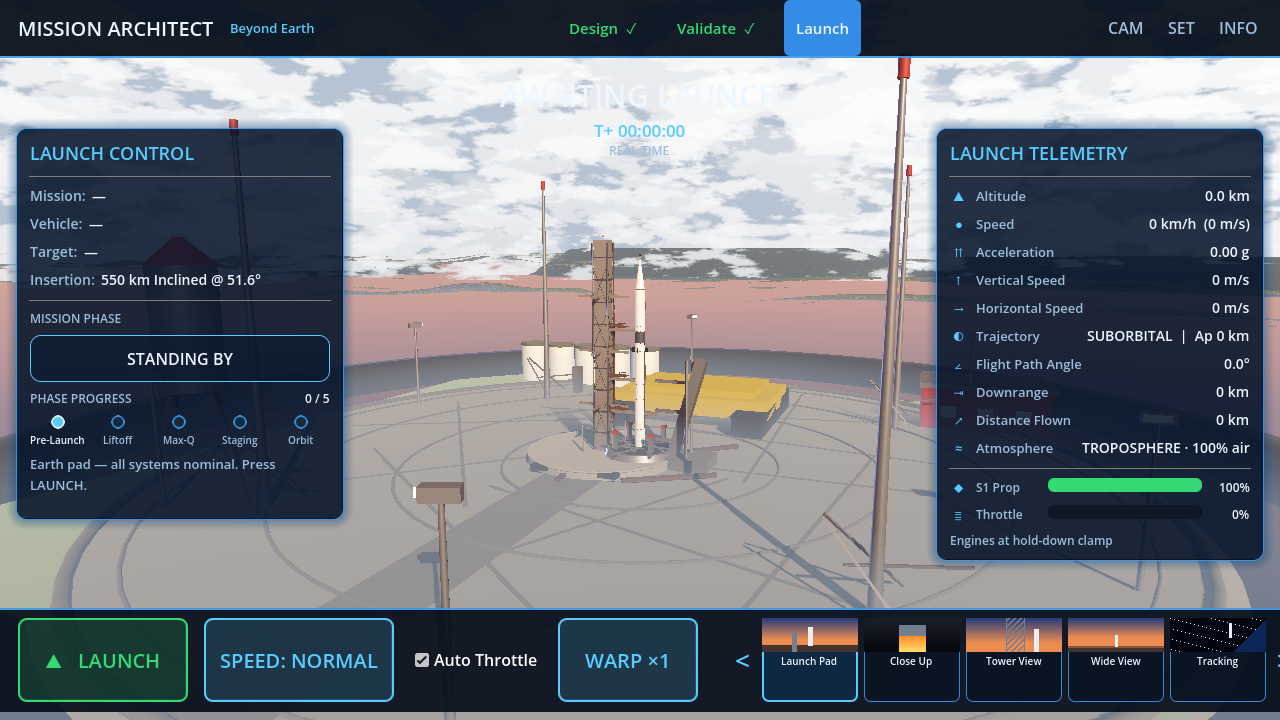 MISSION ARCHITECT Beyond Earth Design ✓ Validate ✓ Launch CAM SET INFO
AWAITING LAUNCH
T+ 00:00:00
REAL TIME
LAUNCH CONTROL
Mission: —
Vehicle: —
Target: —
Insertion: 550 km Inclined @ 51.6°
MISSION PHASE
STANDING BY
PHASE PROGRESS 0 / 5
Pre-Launch Liftoff Max-Q Staging Orbit
Earth pad — all systems nominal. Press
LAUNCH.
LAUNCH TELEMETRY
▲ Altitude 0.0 km
● Speed 0 km/h (0 m/s)
⇈ Acceleration 0.00 g
↑ Vertical Speed 0 m/s
→ Horizontal Speed 0 m/s
◐ Trajectory SUBORBITAL | Ap 0 km
∠ Flight Path Angle 0.0°
⇥ Downrange 0 km
↗ Distance Flown 0 km
≈ Atmosphere TROPOSPHERE · 100% air
◆ S1 Prop 100%
≣ Throttle 0%
Engines at hold-down clamp
▲ LAUNCH SPEED: NORMAL Auto Throttle WARP ×1 <
Launch Pad Close Up Tower View Wide View Tracking